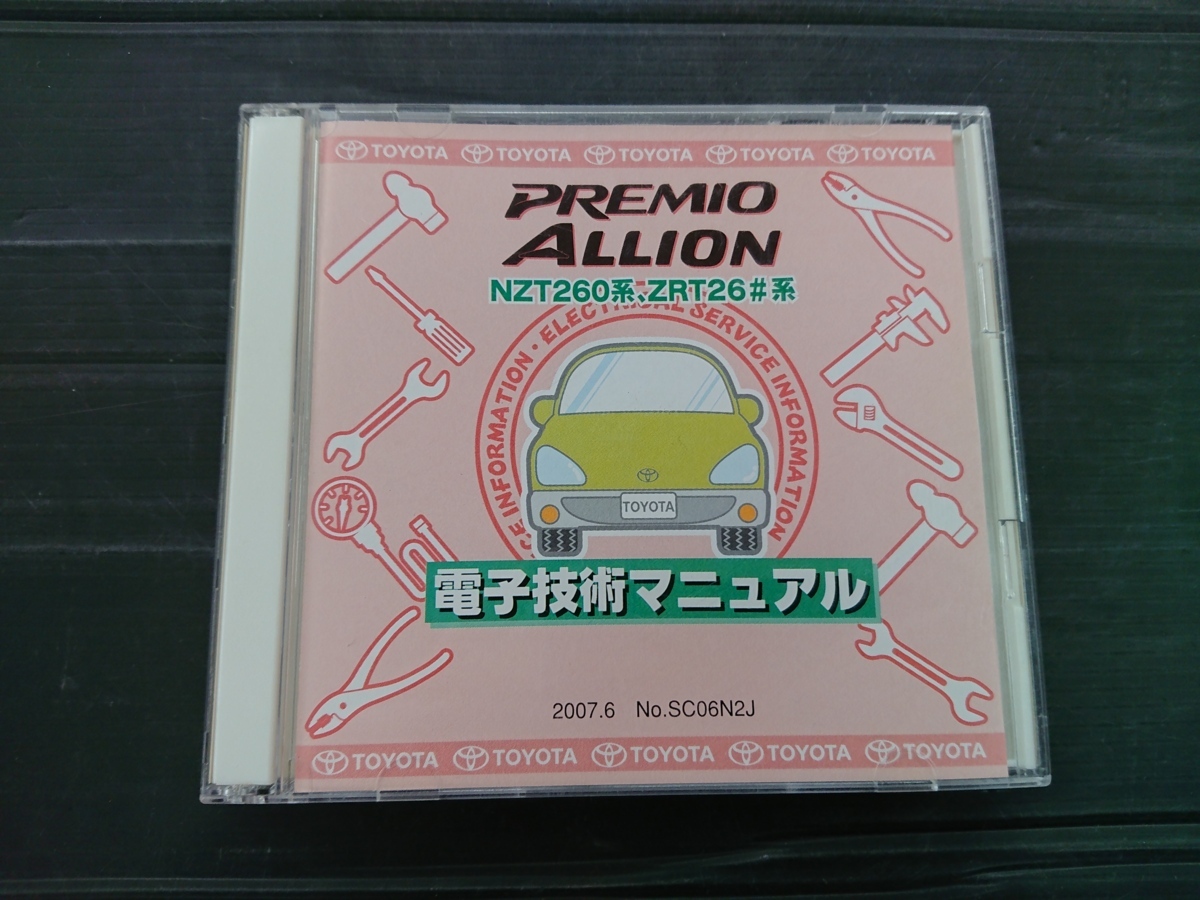 TOYOTA TOYOTA TOYOTA TOYOTA TOYOTA
PREMIO
ALLION
NZT260系、ZRT26#系
CE INFORMATION・ELECTRICAL SERVICE INFORMATION
TOYOTA
電子技術マニュアル
2007.6 No.SC06N2J
TOYOTA TOYOTA TOYOTA TOYOTA TOYOTA